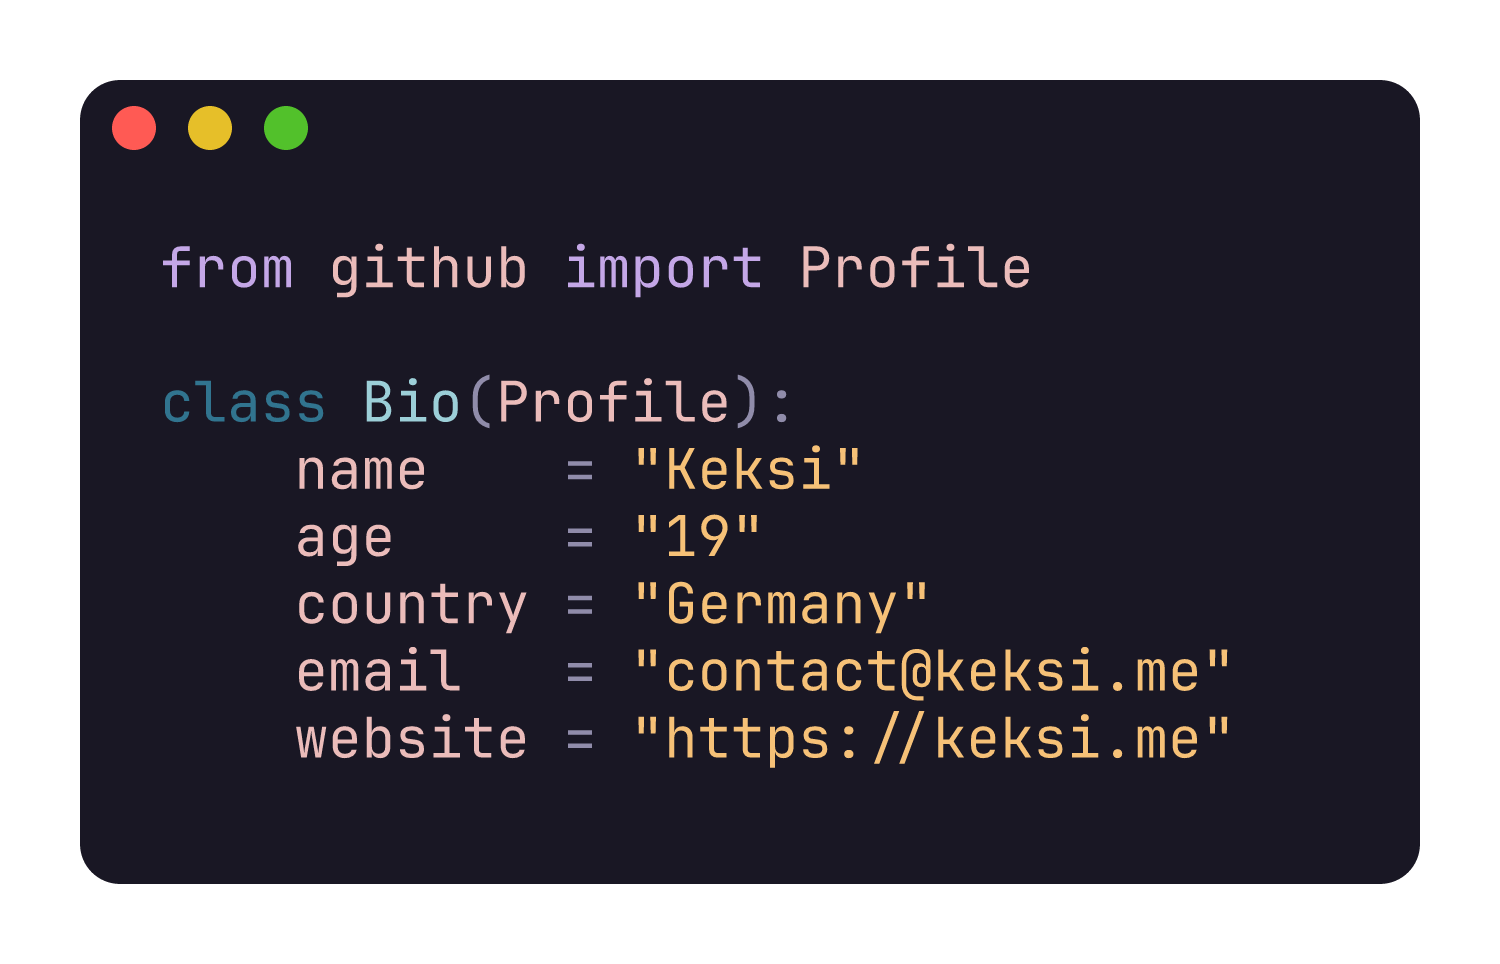 from github import Profile

class Bio(Profile):
    name    = "Keksi"
    age     = "19"
    country = "Germany"
    email   = "contact@keksi.me"
    website = "https://keksi.me"